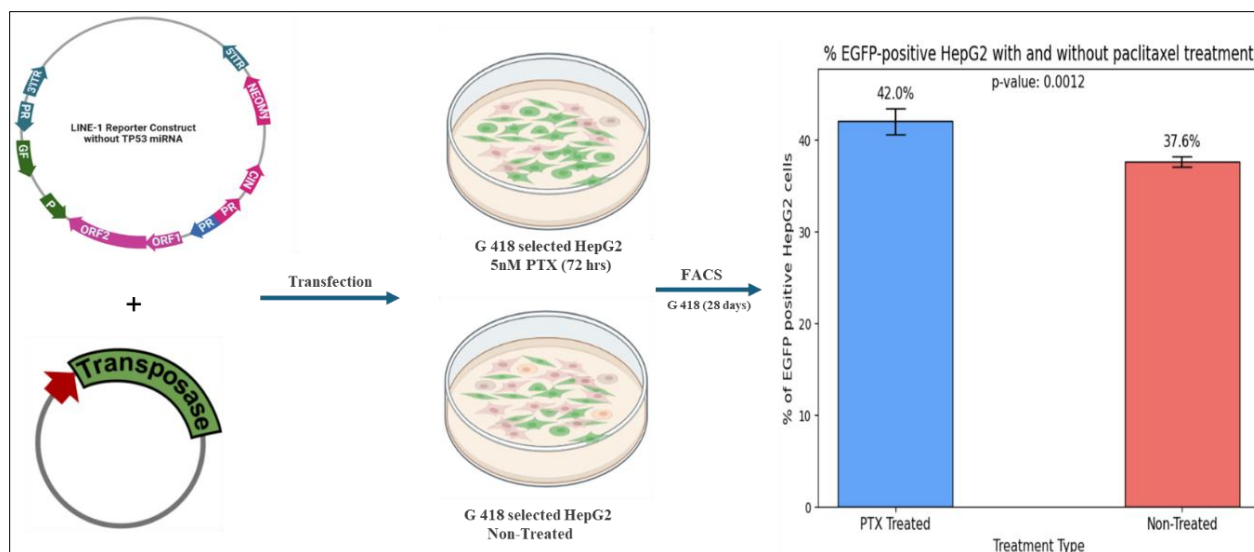 5'ITR
NEOMy
CIN
PR
PR
ORF1
ORF2
P
GF
PR
3'ITR
LINE-1 Reporter Construct
without TP53 miRNA
+
Transposase
Transfection
G 418 selected HepG2
5nM PTX (72 hrs)
G 418 selected HepG2
Non-Treated
FACS
G 418 (28 days)
% EGFP-positive HepG2 with and without paclitaxel treatment
p-value: 0.0012
42.0%
37.6%
% of EGFP positive HepG2 cells
40
30
20
10
0
PTX Treated
Non-Treated
Treatment Type